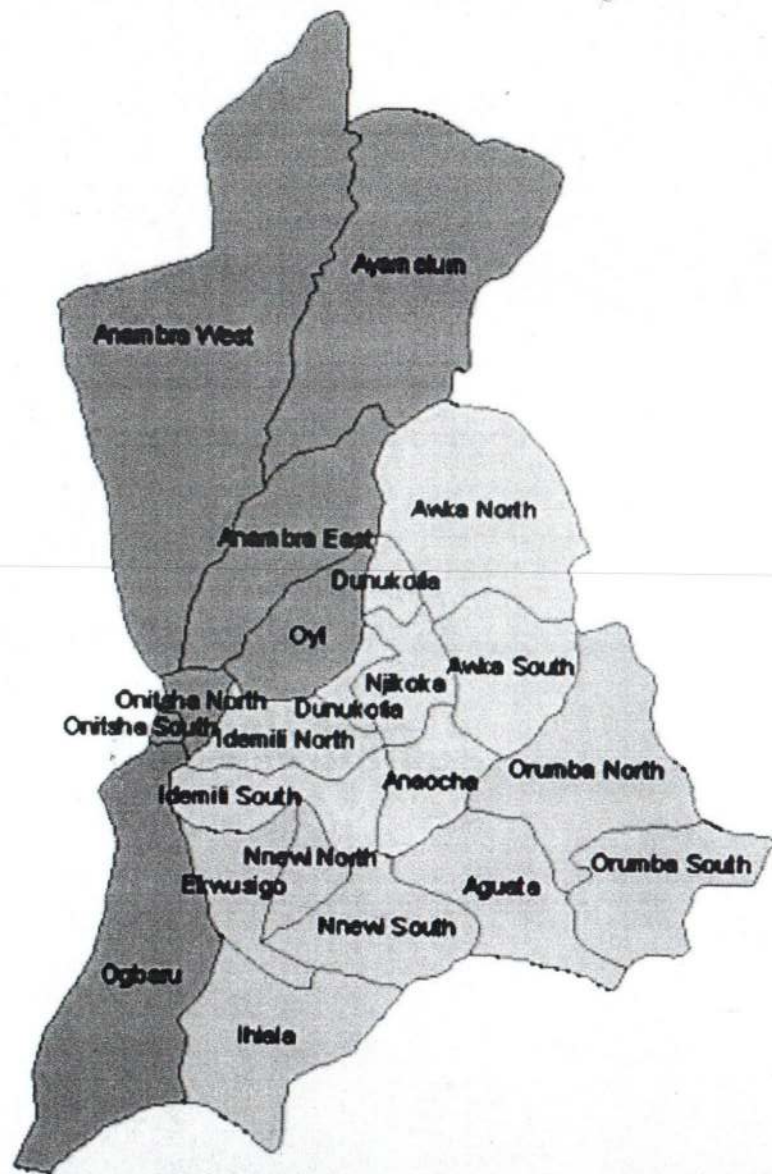 Ayamelum
Anambra West
Awka North
Anambra East
Dunukofia
Oyi
Awka South
Njikoka
Onitsha North
Dunukofia
Onitsha South
Idemili North
Anaocha
Orumba North
Idemili South
Nnewi North
Orumba South
Ekwusigo
Aguata
Nnewi South
Ogbaru
Ihiala